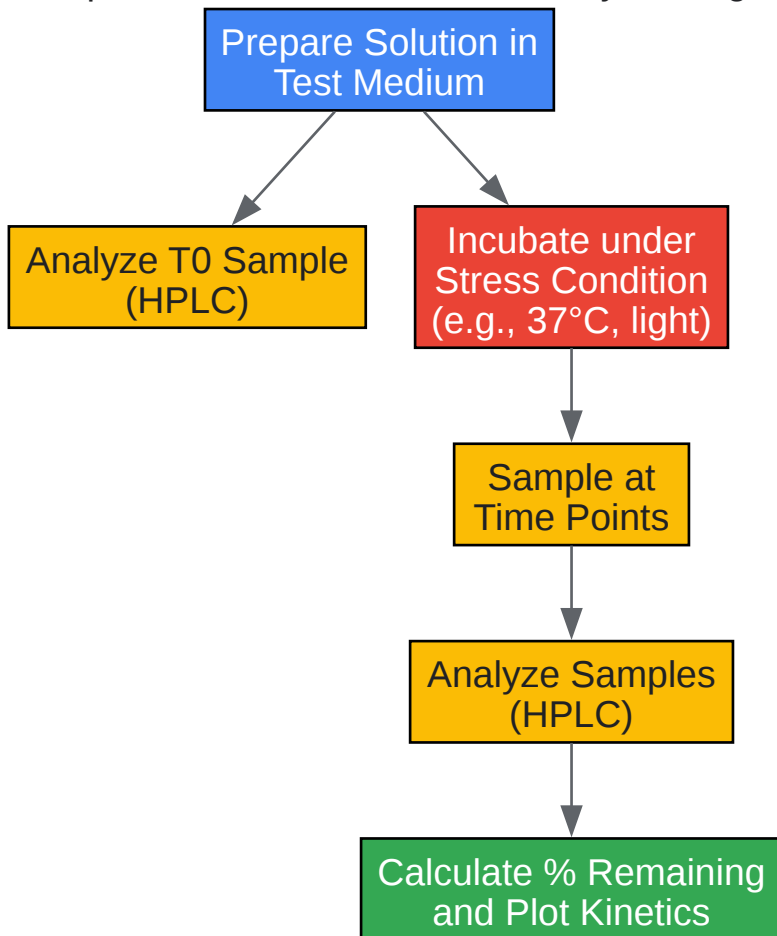 Prepare Solution in
Test Medium
Analyze T0 Sample
(HPLC)
Incubate under
Stress Condition
(e.g., 37°C, light)
Sample at
Time Points
Analyze Samples
(HPLC)
Calculate % Remaining
and Plot Kinetics